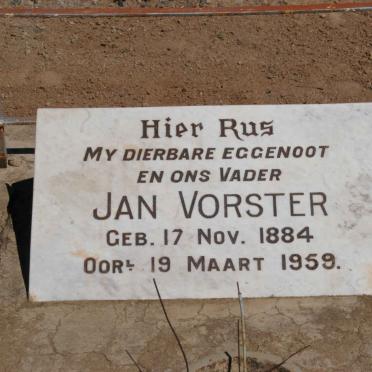 Hier Rus
MY DIERBARE EGGENOOT
EN ONS VADER
JAN VORSTER
GEB. 17 NOV. 1884
OORL 19 MAART 1959.